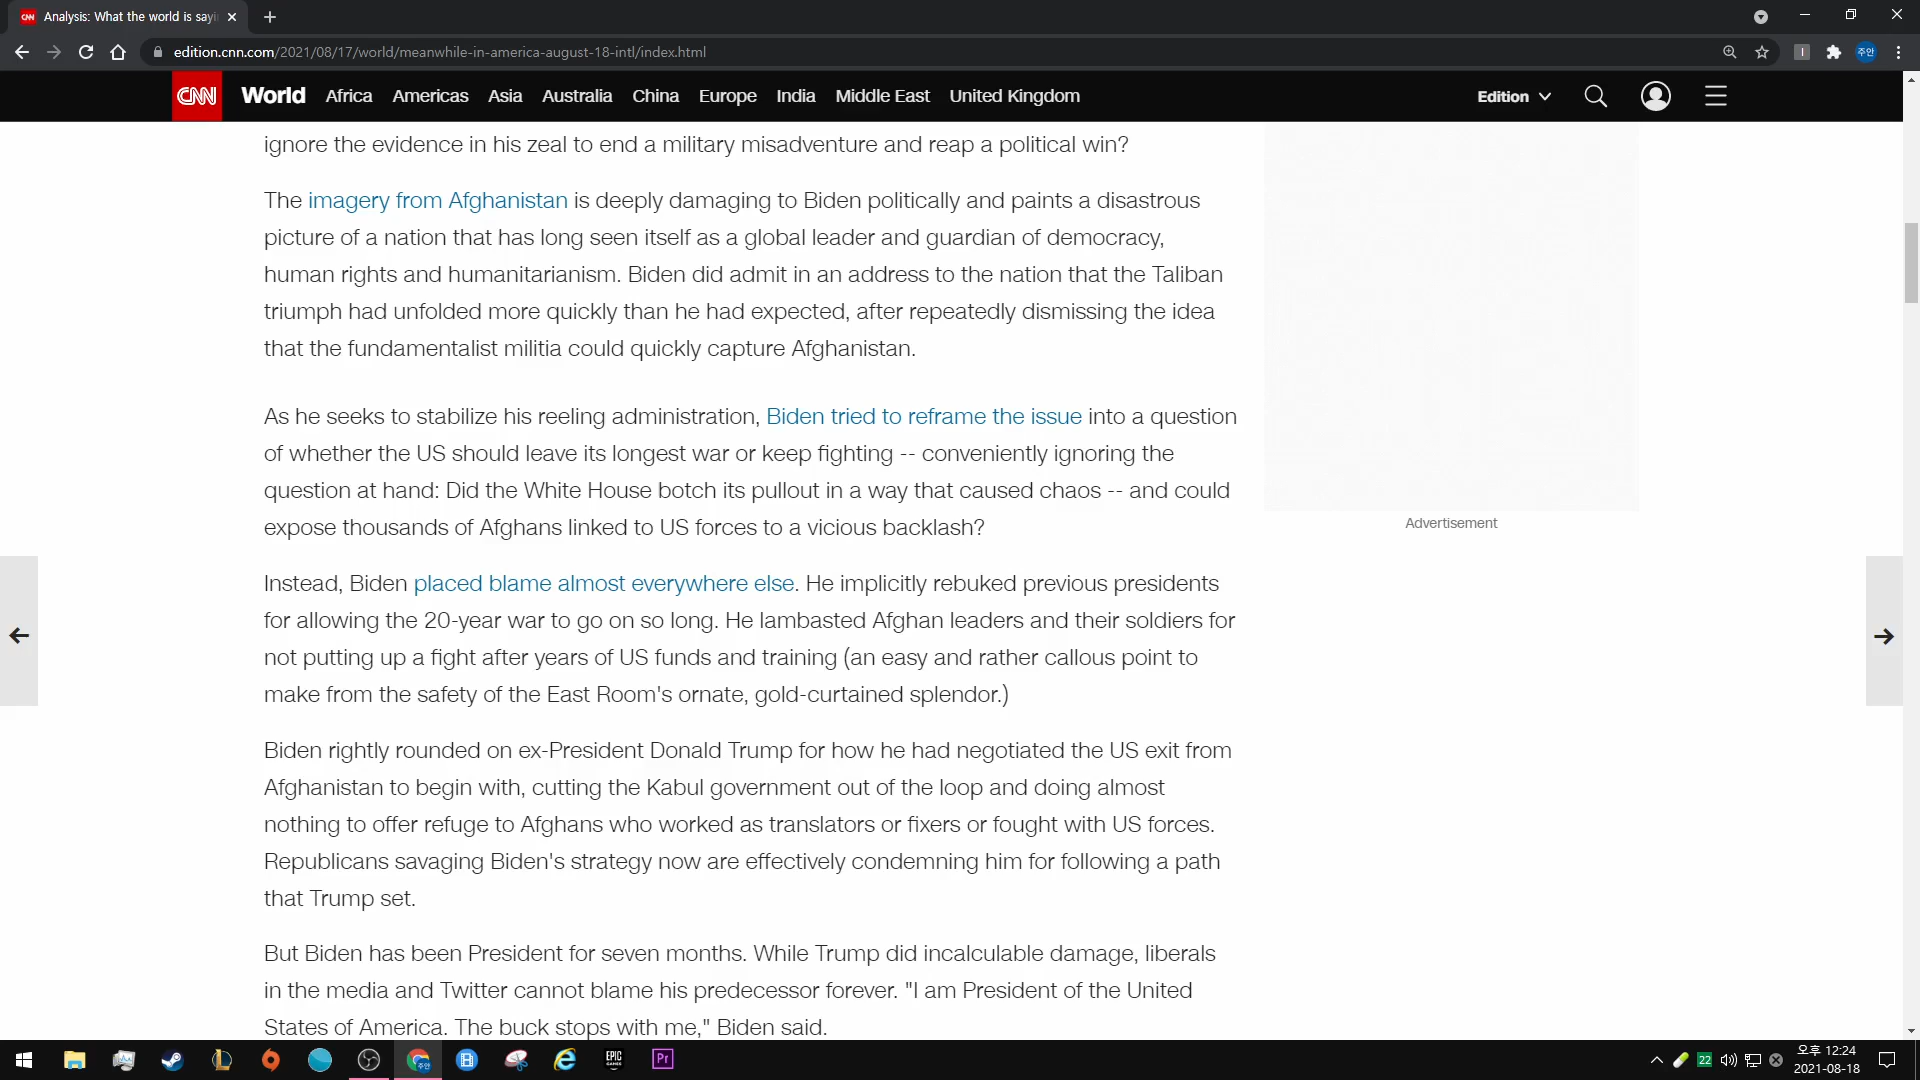 Analysis: What the world is sayi
edition.cnn.com/2021/08/17/world/meanwhile-in-america-august-18-intl/index.html
주안
CNN World Africa Americas Asia Australia China Europe India Middle East United Kingdom Edition
ignore the evidence in his zeal to end a military misadventure and reap a political win?
The imagery from Afghanistan is deeply damaging to Biden politically and paints a disastrous
picture of a nation that has long seen itself as a global leader and guardian of democracy,
human rights and humanitarianism. Biden did admit in an address to the nation that the Taliban
triumph had unfolded more quickly than he had expected, after repeatedly dismissing the idea
that the fundamentalist militia could quickly capture Afghanistan.
As he seeks to stabilize his reeling administration, Biden tried to reframe the issue into a question
of whether the US should leave its longest war or keep fighting -- conveniently ignoring the
question at hand: Did the White House botch its pullout in a way that caused chaos -- and could
expose thousands of Afghans linked to US forces to a vicious backlash?
Advertisement
Instead, Biden placed blame almost everywhere else. He implicitly rebuked previous presidents
for allowing the 20-year war to go on so long. He lambasted Afghan leaders and their soldiers for
not putting up a fight after years of US funds and training (an easy and rather callous point to
make from the safety of the East Room's ornate, gold-curtained splendor.)
Biden rightly rounded on ex-President Donald Trump for how he had negotiated the US exit from
Afghanistan to begin with, cutting the Kabul government out of the loop and doing almost
nothing to offer refuge to Afghans who worked as translators or fixers or fought with US forces.
Republicans savaging Biden's strategy now are effectively condemning him for following a path
that Trump set.
But Biden has been President for seven months. While Trump did incalculable damage, liberals
in the media and Twitter cannot blame his predecessor forever. "I am President of the United
States of America. The buck stops with me," Biden said.
주안
EPIC GAMES
Pr
22
오후 12:24
2021-08-18